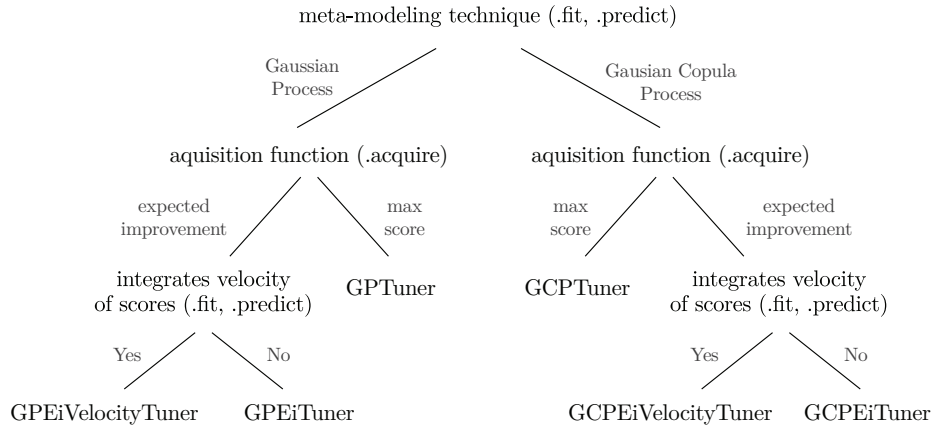 meta-modeling technique (.fit, .predict)
Gaussian
Process
Gausian Copula
Process
aquisition function (.acquire)
aquisition function (.acquire)
expected
improvement
max
score
max
score
expected
improvement
integrates velocity
of scores (.fit, .predict)
GPTuner
GCPTuner
integrates velocity
of scores (.fit, .predict)
Yes
No
Yes
No
GPEiVelocityTuner
GPEiTuner
GCPEiVelocityTuner
GCPEiTuner